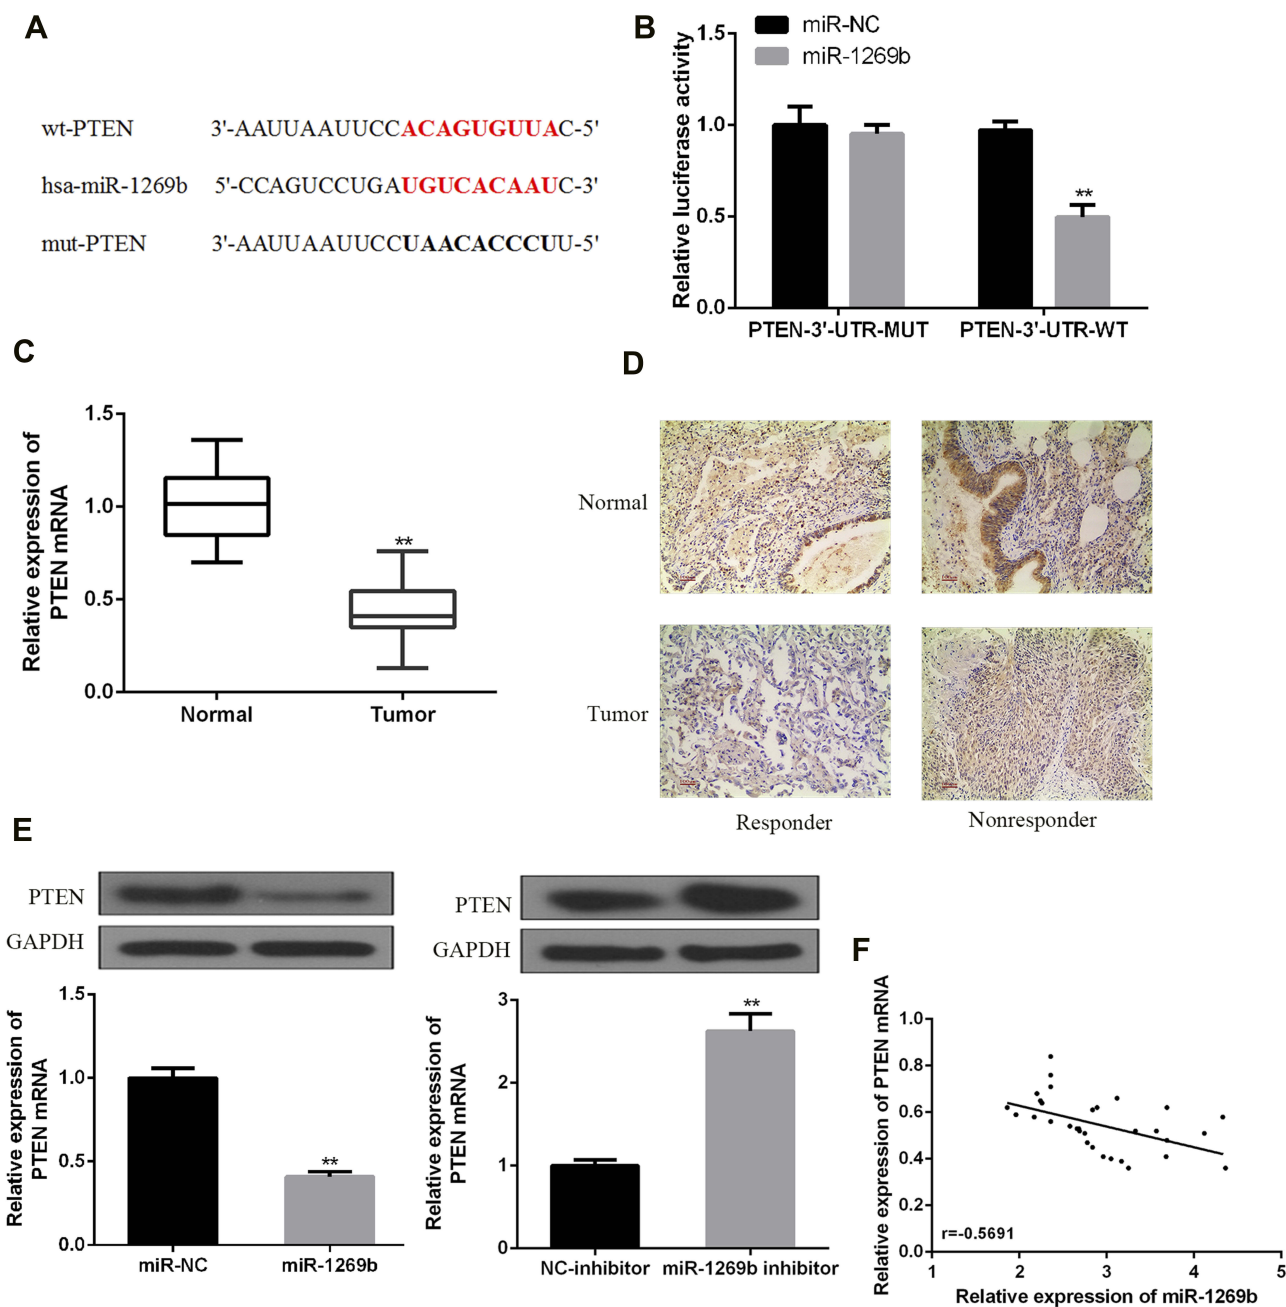 A
wt-PTEN 3'-AAUUAAUUCCACAGUGUUAC-5'
hsa-miR-1269b 5'-CCAGUCCUGAUGUCACAAUC-3'
mut-PTEN 3'-AAUUAAUUCCUAACACCCUU-5'
B
miR-NC
miR-1269b
Relative luciferase activity
1.5
1.0
0.5
0.0
**
PTEN-3'-UTR-MUT PTEN-3'-UTR-WT
C
Relative expression of
PTEN mRNA
1.5
1.0
0.5
0.0
**
Normal Tumor
D
Normal
Tumor
Responder Nonresponder
E
PTEN
GAPDH
Relative expression of
PTEN mRNA
1.5
1.0
0.5
0.0
**
miR-NC miR-1269b
PTEN
GAPDH
Relative expression of
PTEN mRNA
3
2
1
0
**
NC-inhibitor miR-1269b inhibitor
F
Relative expression of PTEN mRNA
1.0
0.8
0.6
0.4
0.2
0.0
r=-0.5691
1 2 3 4 5
Relative expression of miR-1269b